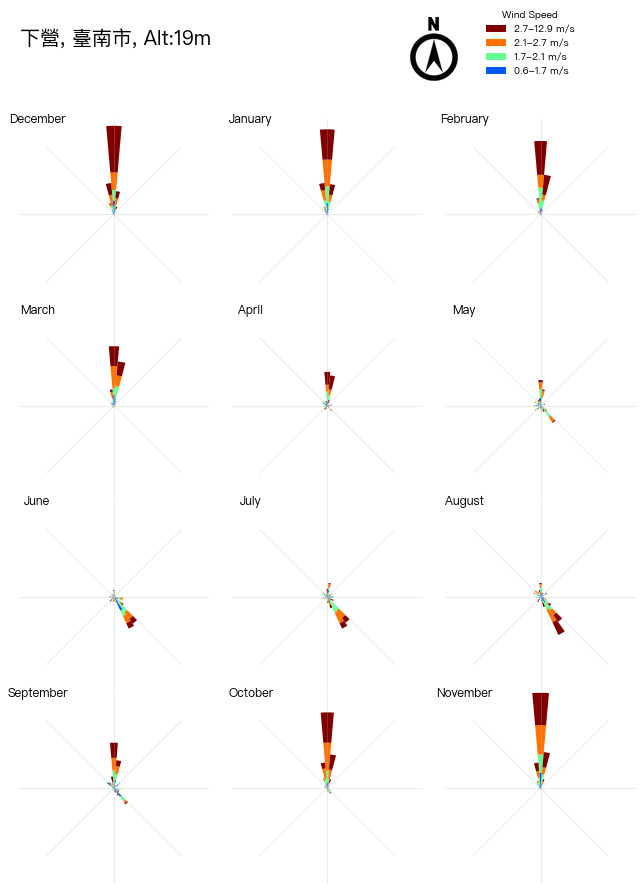 下營, 臺南市, Alt:19m
N
Wind Speed
2.7–12.9 m/s
2.1–2.7 m/s
1.7–2.1 m/s
0.6–1.7 m/s
December
January
February
March
April
May
June
July
August
September
October
November